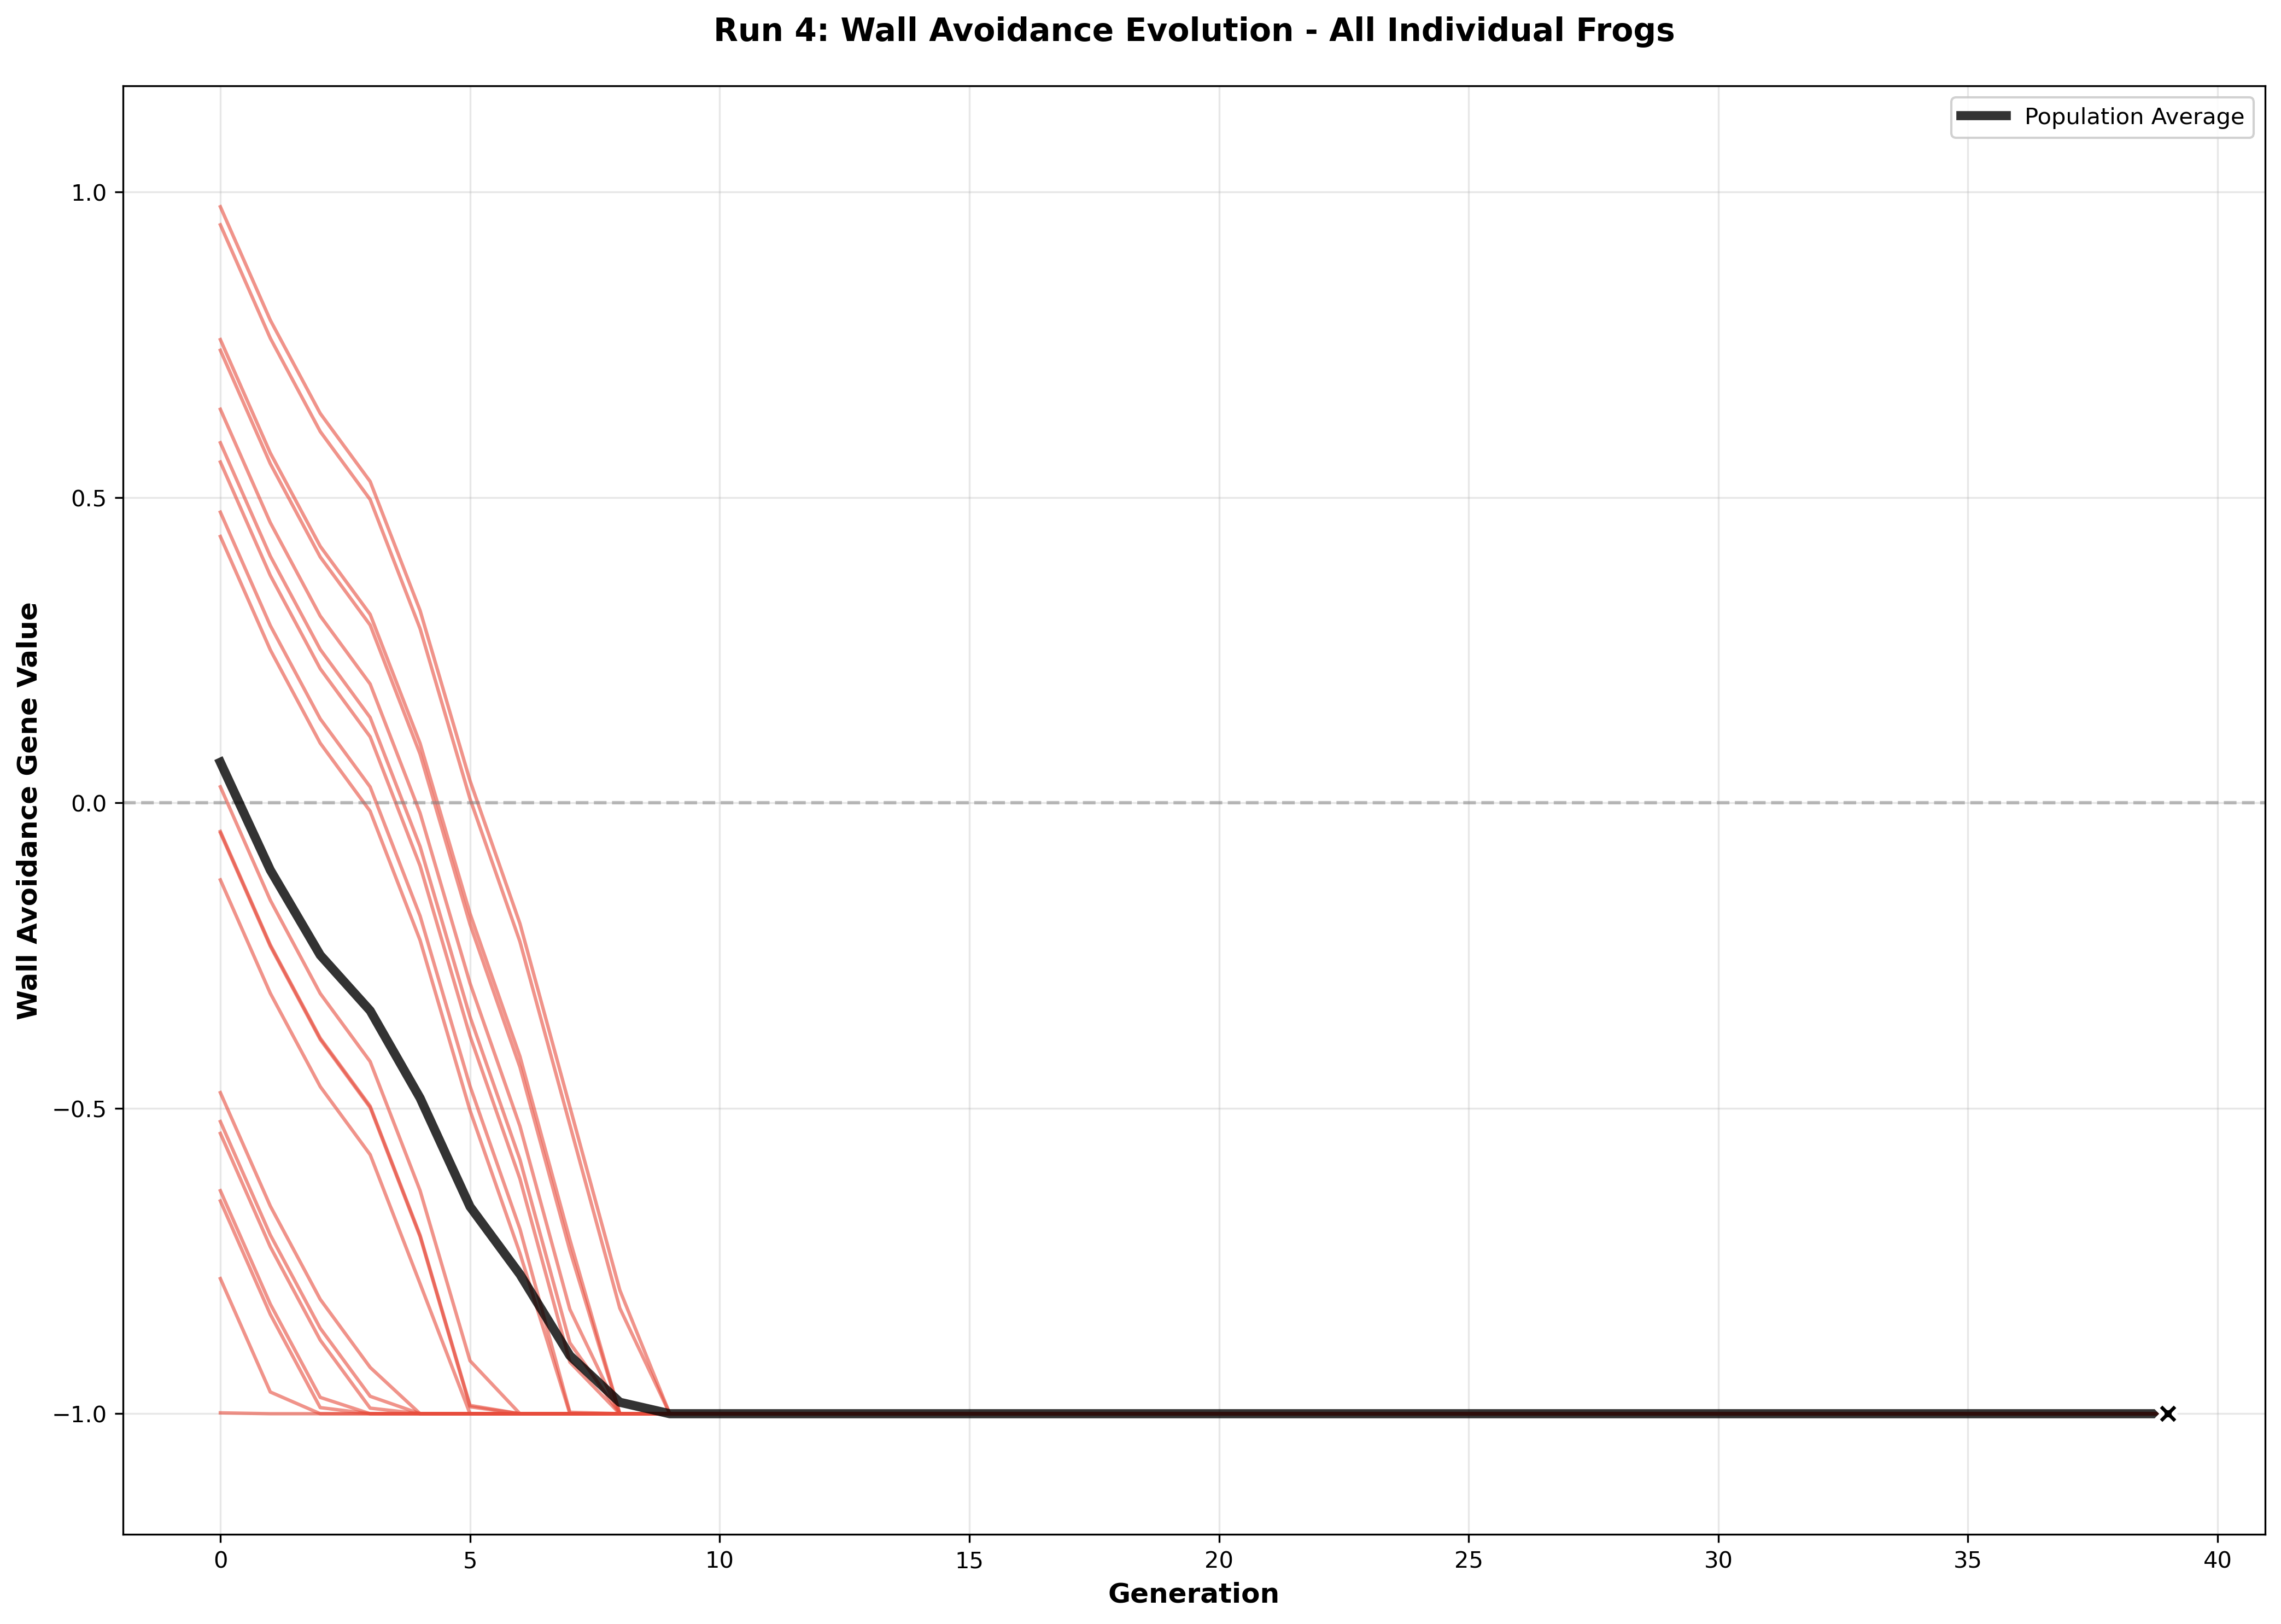 Run 4: Wall Avoidance Evolution - All Individual Frogs
Population Average
1.0
0.5
0.0
−0.5
−1.0
Wall Avoidance Gene Value
0 5 10 15 20 25 30 35 40
Generation